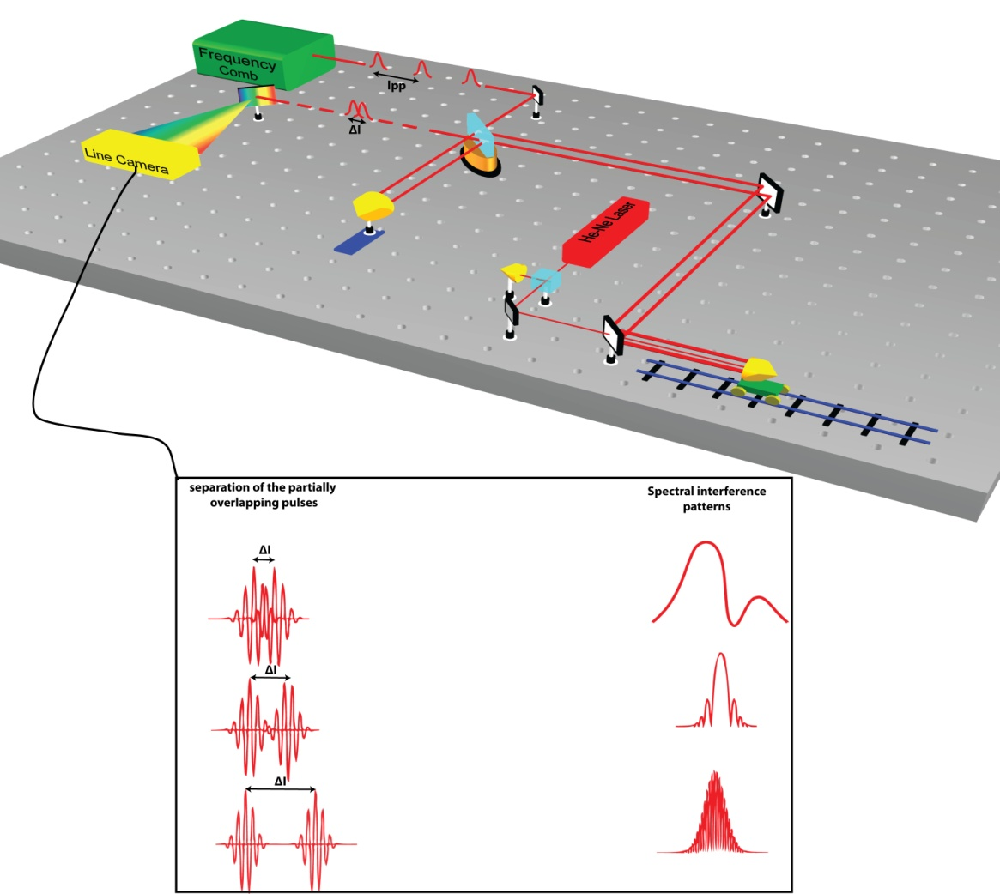 Frequency
Comb
lpp
Δl
Line Camera
He-Ne Laser
separation of the partially
overlapping pulses
Spectral interference
patterns
Δl
Δl
Δl